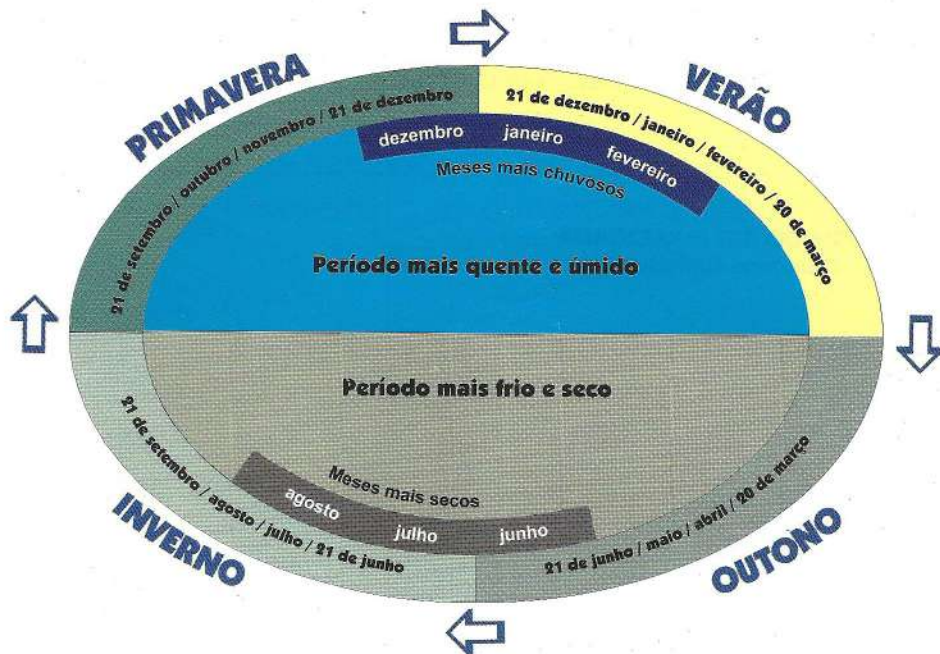 PRIMAVERA
VERÃO
21 de setembro / outubro / novembro / 21 de dezembro
21 de dezembro / janeiro / fevereiro / 20 de março
dezembro
janeiro
fevereiro
Meses mais chuvosos
Período mais quente e úmido
Período mais frio e seco
Meses mais secos
agosto
julho
junho
21 de setembro / agosto / julho / 21 de junho
21 de junho / maio / abril / 20 de março
INVERNO
OUTONO